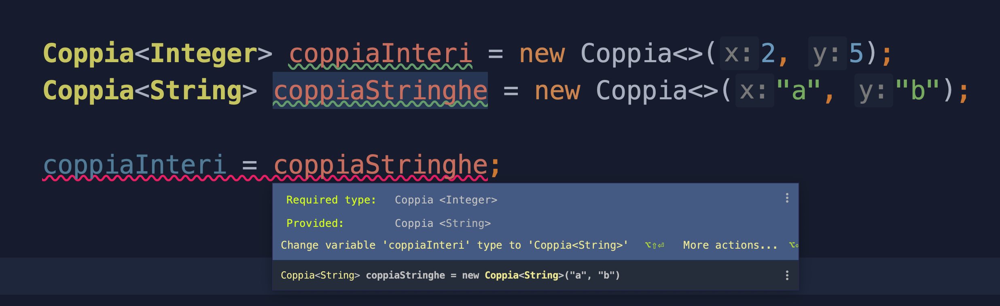 Coppia<Integer> coppiaInteri = new Coppia<>( x: 2, y: 5);
Coppia<String> coppiaStringhe = new Coppia<>( x: "a", y: "b");
coppiaInteri = coppiaStringhe;
Required type: Coppia <Integer>
Provided: Coppia <String>
Change variable 'coppiaInteri' type to 'Coppia<String>' ⌥⇧⏎ More actions... ⌥⏎
Coppia<String> coppiaStringhe = new Coppia<String>("a", "b")